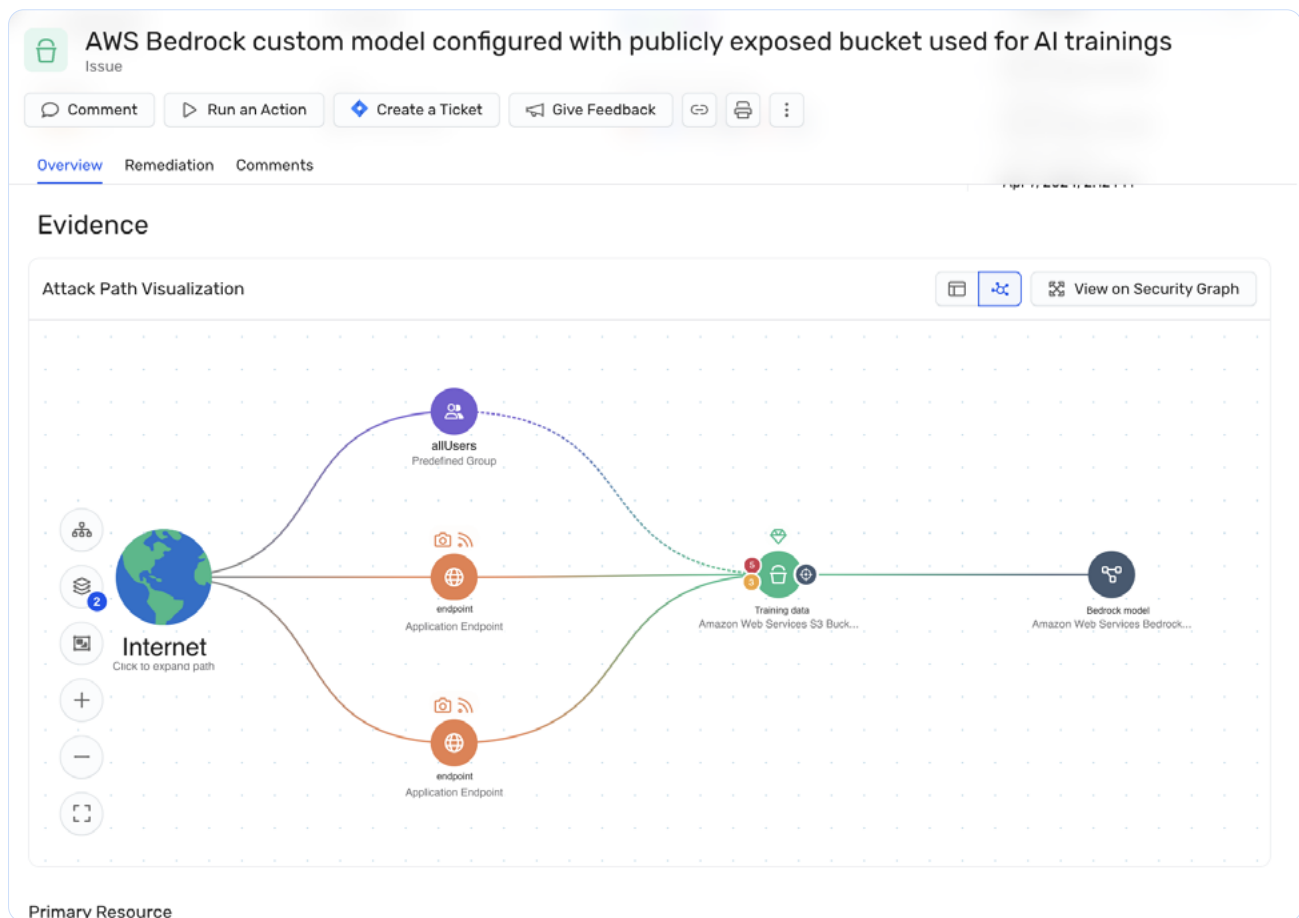 AWS Bedrock custom model configured with publicly exposed bucket used for AI trainings
Issue
Comment
Run an Action
Create a Ticket
Give Feedback
Overview
Remediation
Comments
Evidence
Attack Path Visualization
View on Security Graph
allUsers
Predefined Group
2
Internet
Click to expand path
endpoint
Application Endpoint
5
3
Training data
Amazon Web Services S3 Buck...
Bedrock model
Amazon Web Services Bedrock...
endpoint
Application Endpoint
Primary Resource